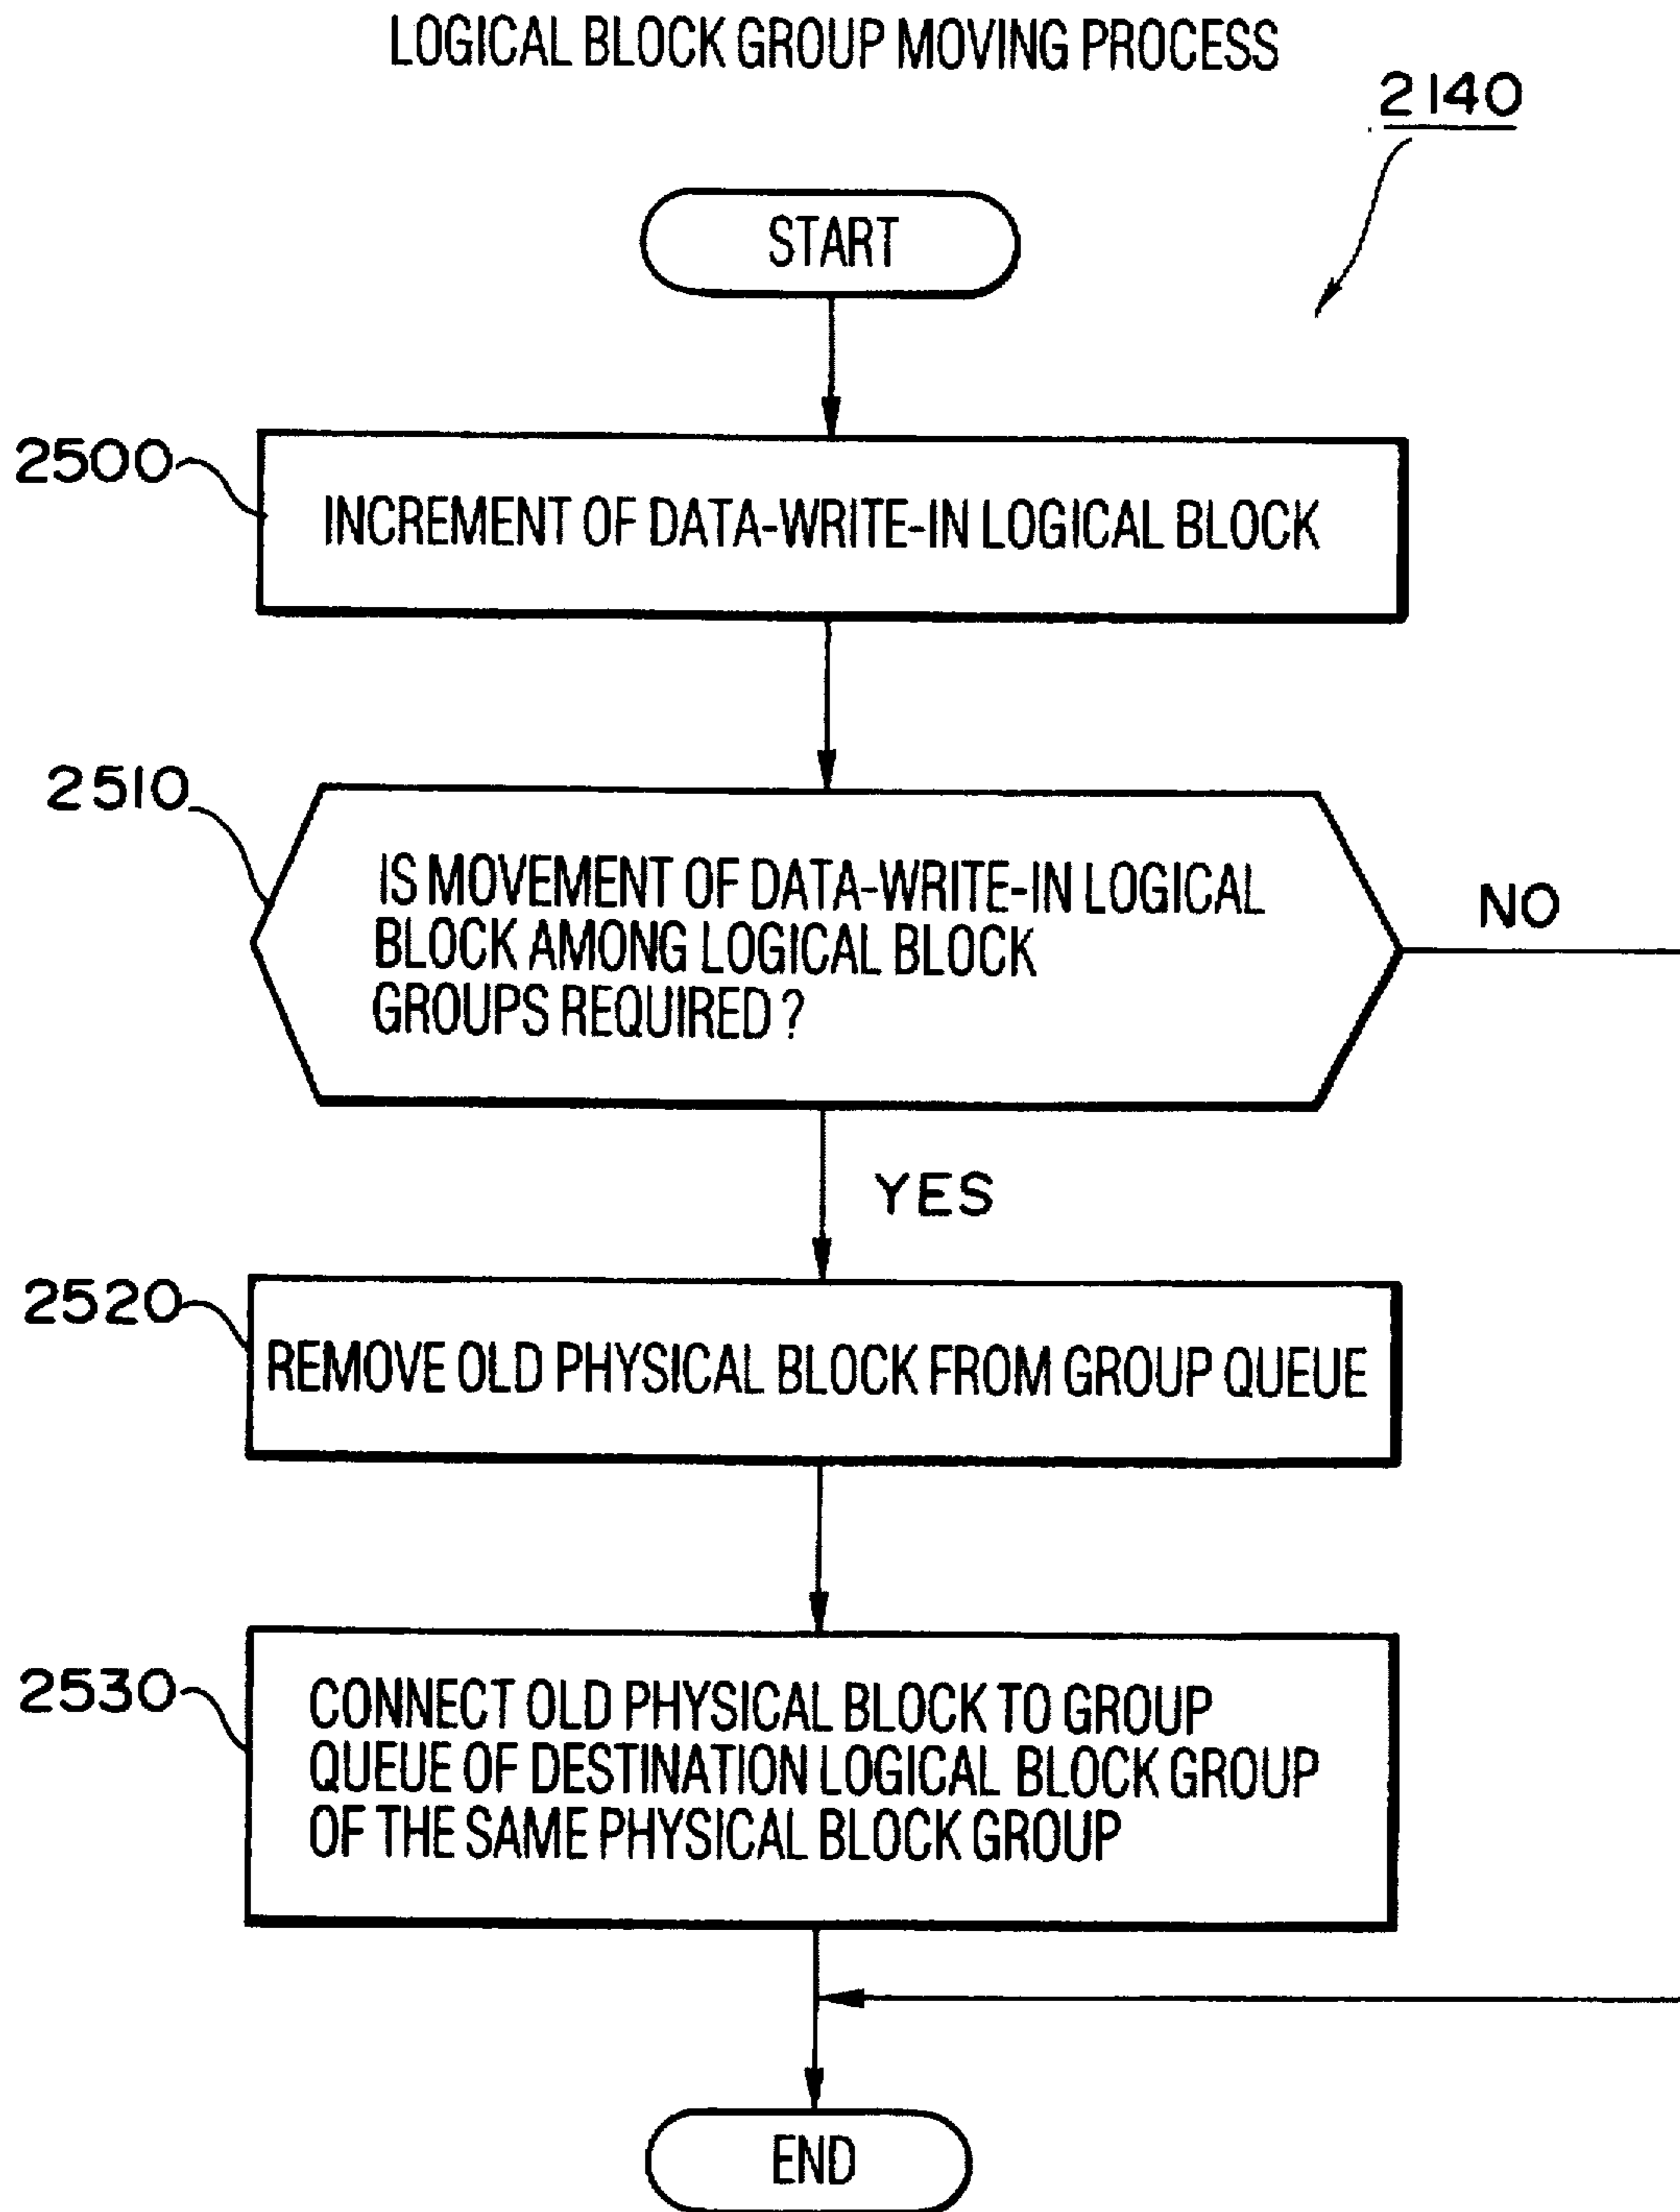 LOGICAL BLOCK GROUP MOVING PROCESS
2140
START
2500
INCREMENT OF DATA-WRITE-IN LOGICAL BLOCK
2510
IS MOVEMENT OF DATA-WRITE-IN LOGICAL
BLOCK AMONG LOGICAL BLOCK
GROUPS REQUIRED ?
NO
YES
2520
REMOVE OLD PHYSICAL BLOCK FROM GROUP QUEUE
2530
CONNECT OLD PHYSICAL BLOCK TO GROUP
QUEUE OF DESTINATION LOGICAL BLOCK GROUP
OF THE SAME PHYSICAL BLOCK GROUP
END